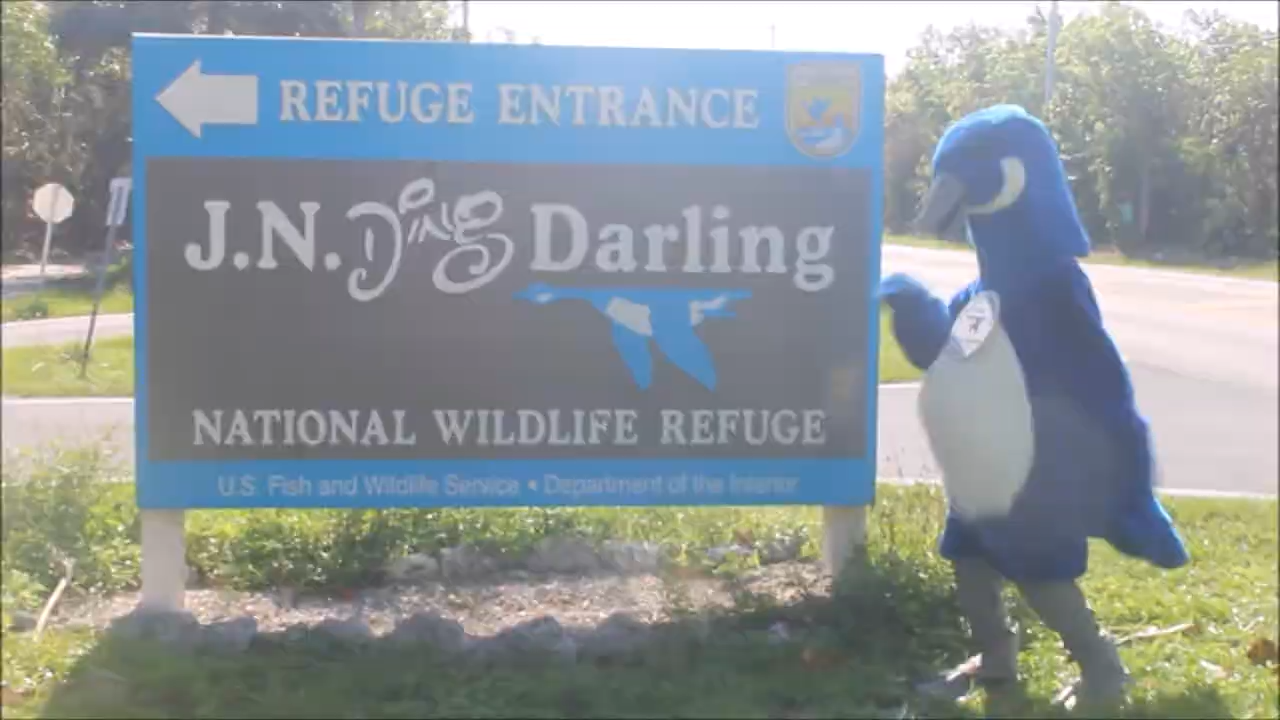 REFUGE ENTRANCE
J.N. Ding Darling
NATIONAL WILDLIFE REFUGE
U.S. Fish and Wildlife Service • Department of the Interior